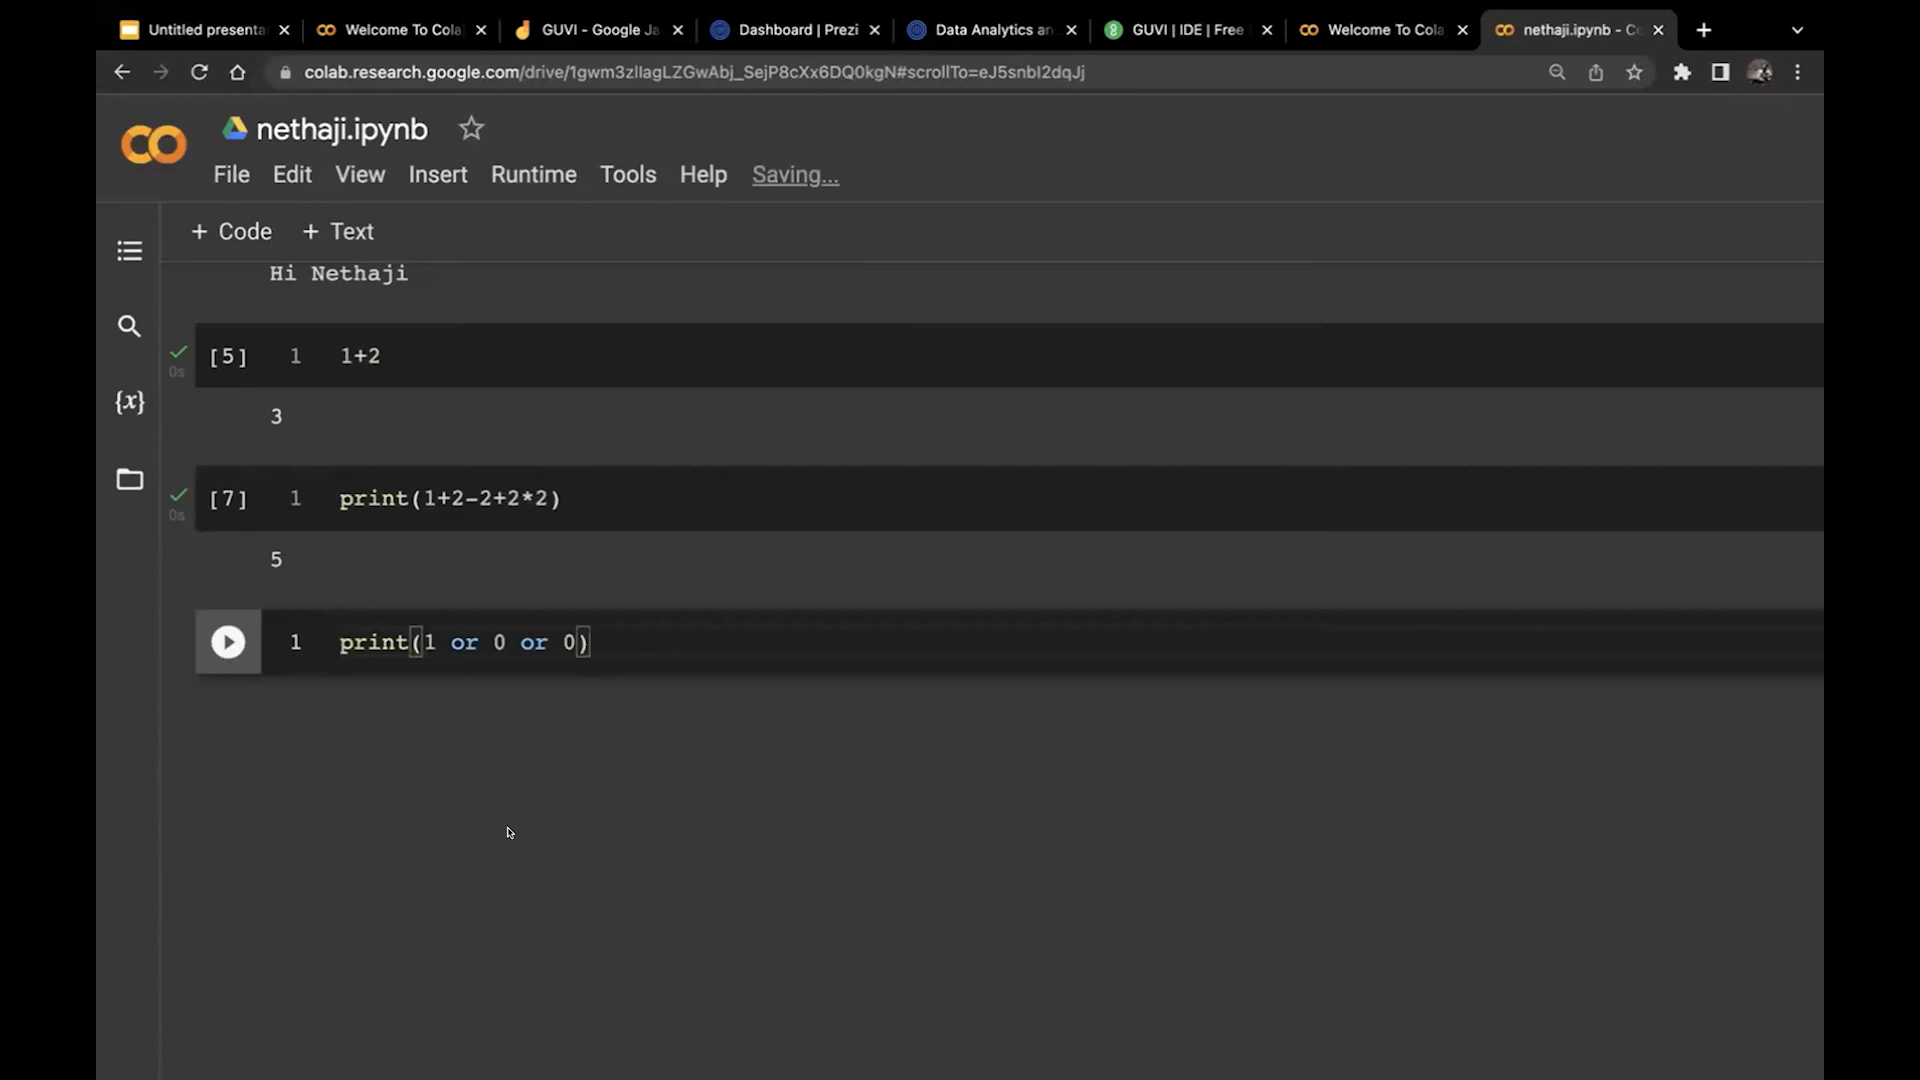 Untitled presenta
Welcome To Cola
GUVI - Google Ja
Dashboard | Prezi
Data Analytics an
GUVI | IDE | Free
Welcome To Cola
nethaji.ipynb - Co
colab.research.google.com/drive/1gwm3zllagLZGwAbj_SejP8cXx6DQ0kgN#scrollTo=eJ5snbI2dqJj
nethaji.ipynb
File Edit View Insert Runtime Tools Help Saving...
+ Code + Text
Hi Nethaji
[5] 1 1+2
0s
3
{x}
[7] 1 print(1+2-2+2*2)
0s
5
1 print(1 or 0 or 0)